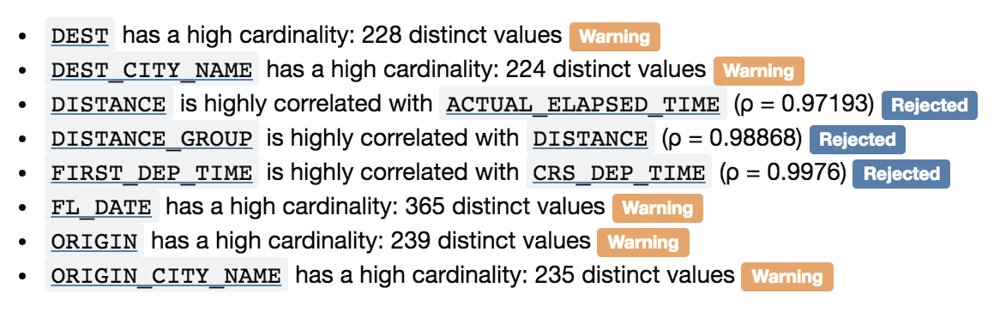 • DEST has a high cardinality: 228 distinct values Warning
• DEST_CITY_NAME has a high cardinality: 224 distinct values Warning
• DISTANCE is highly correlated with ACTUAL_ELAPSED_TIME (ρ = 0.97193) Rejected
• DISTANCE_GROUP is highly correlated with DISTANCE (ρ = 0.98868) Rejected
• FIRST_DEP_TIME is highly correlated with CRS_DEP_TIME (ρ = 0.9976) Rejected
• FL_DATE has a high cardinality: 365 distinct values Warning
• ORIGIN has a high cardinality: 239 distinct values Warning
• ORIGIN_CITY_NAME has a high cardinality: 235 distinct values Warning